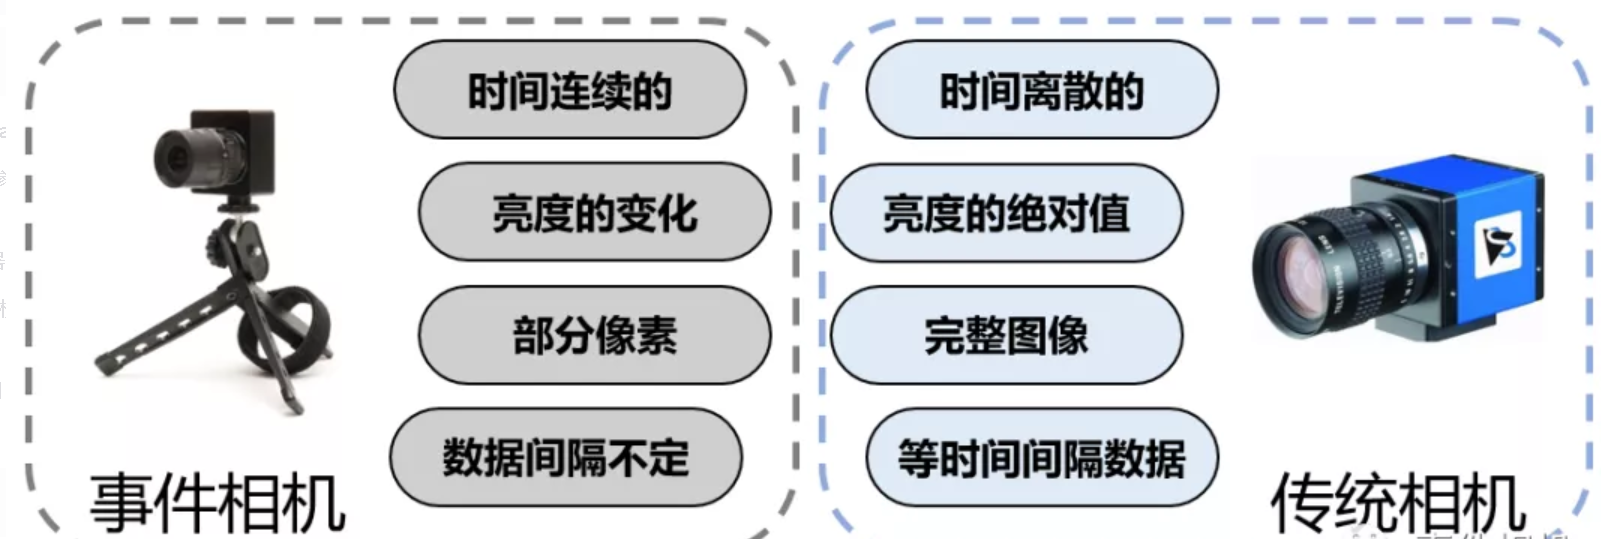 时间连续的
亮度的变化
部分像素
数据间隔不定
事件相机
时间离散的
亮度的绝对值
完整图像
等时间间隔数据
传统相机